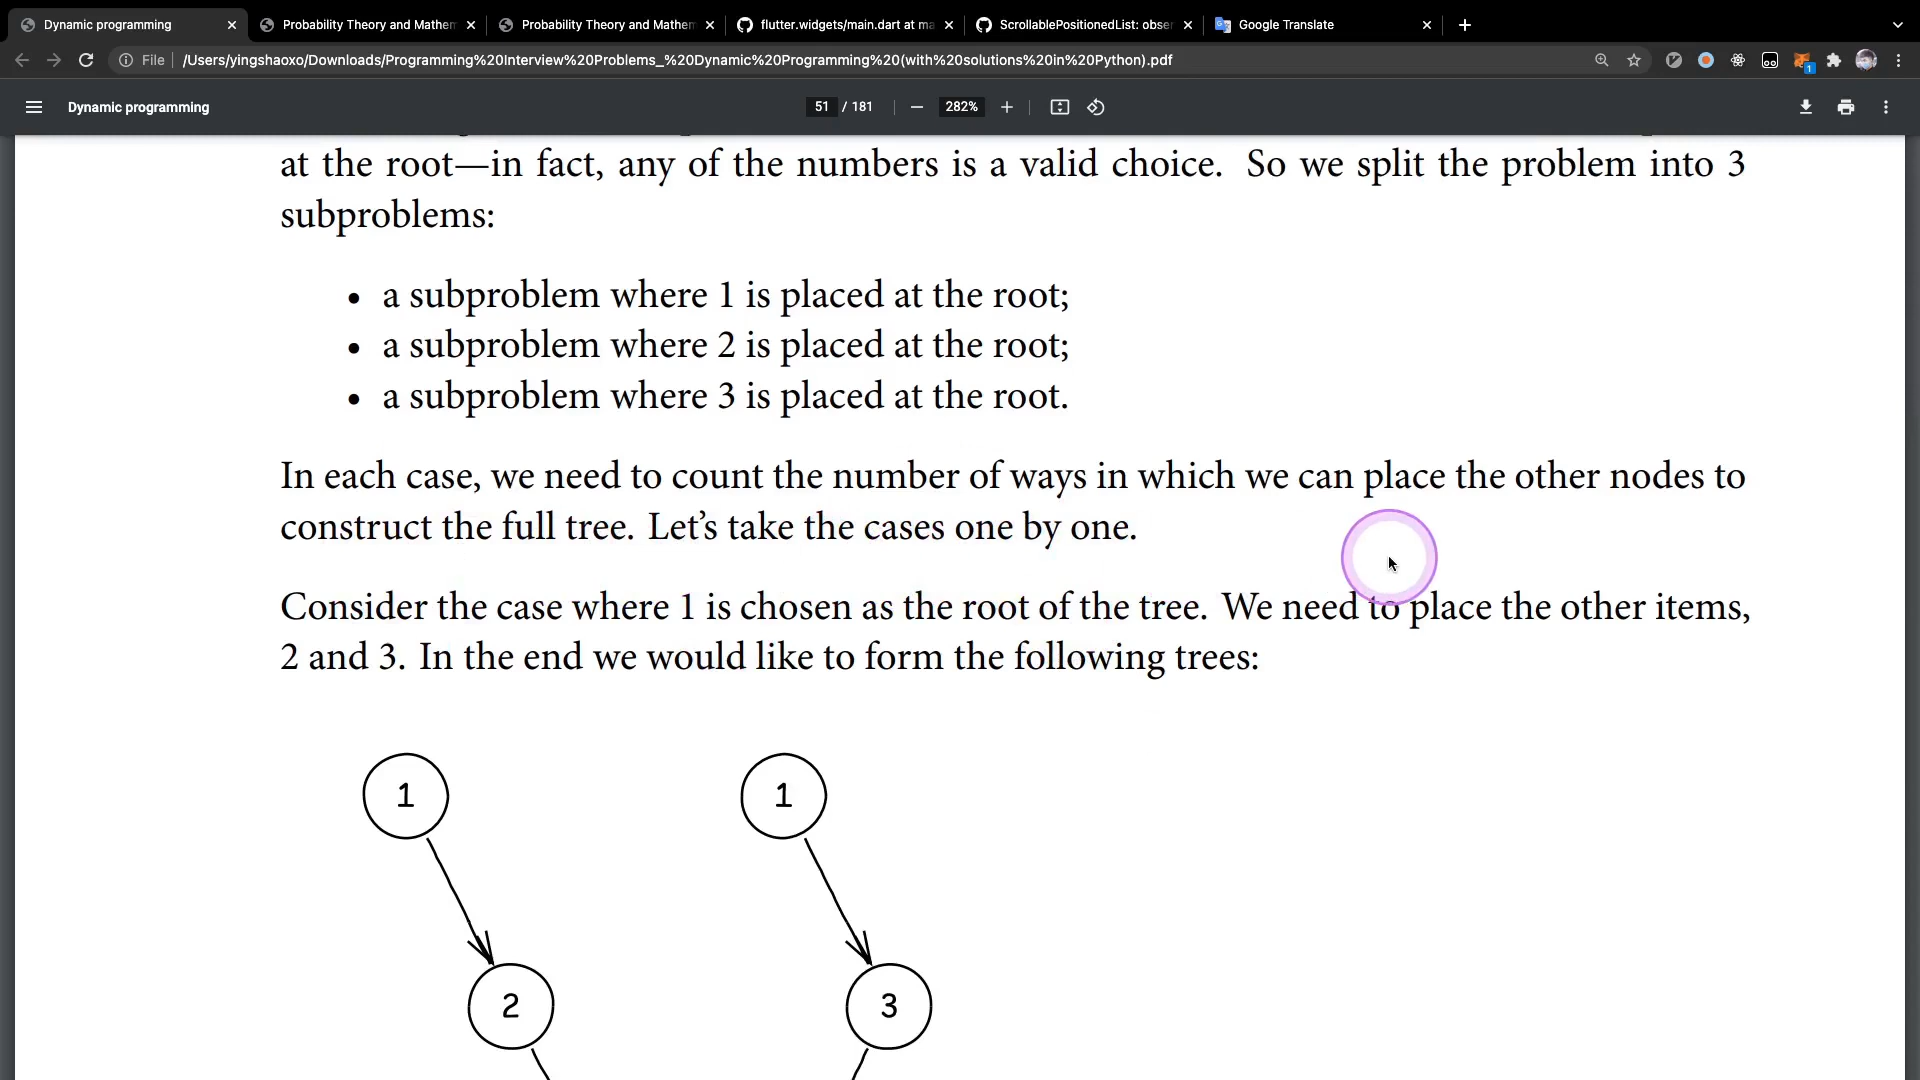 Dynamic programming
Probability Theory and Mathem
Probability Theory and Mathem
flutter.widgets/main.dart at ma
ScrollablePositionedList: obser
Google Translate
File
/Users/yingshaoxo/Downloads/Programming%20Interview%20Problems_%20Dynamic%20Programming%20(with%20solutions%20in%20Python).pdf
1
Dynamic programming
51 / 181
282%
at the root—in fact, any of the numbers is a valid choice. So we split the problem into 3
subproblems:
• a subproblem where 1 is placed at the root;
• a subproblem where 2 is placed at the root;
• a subproblem where 3 is placed at the root.
In each case, we need to count the number of ways in which we can place the other nodes to
construct the full tree. Let's take the cases one by one.
Consider the case where 1 is chosen as the root of the tree. We need to place the other items,
2 and 3. In the end we would like to form the following trees:
1
1
2
3